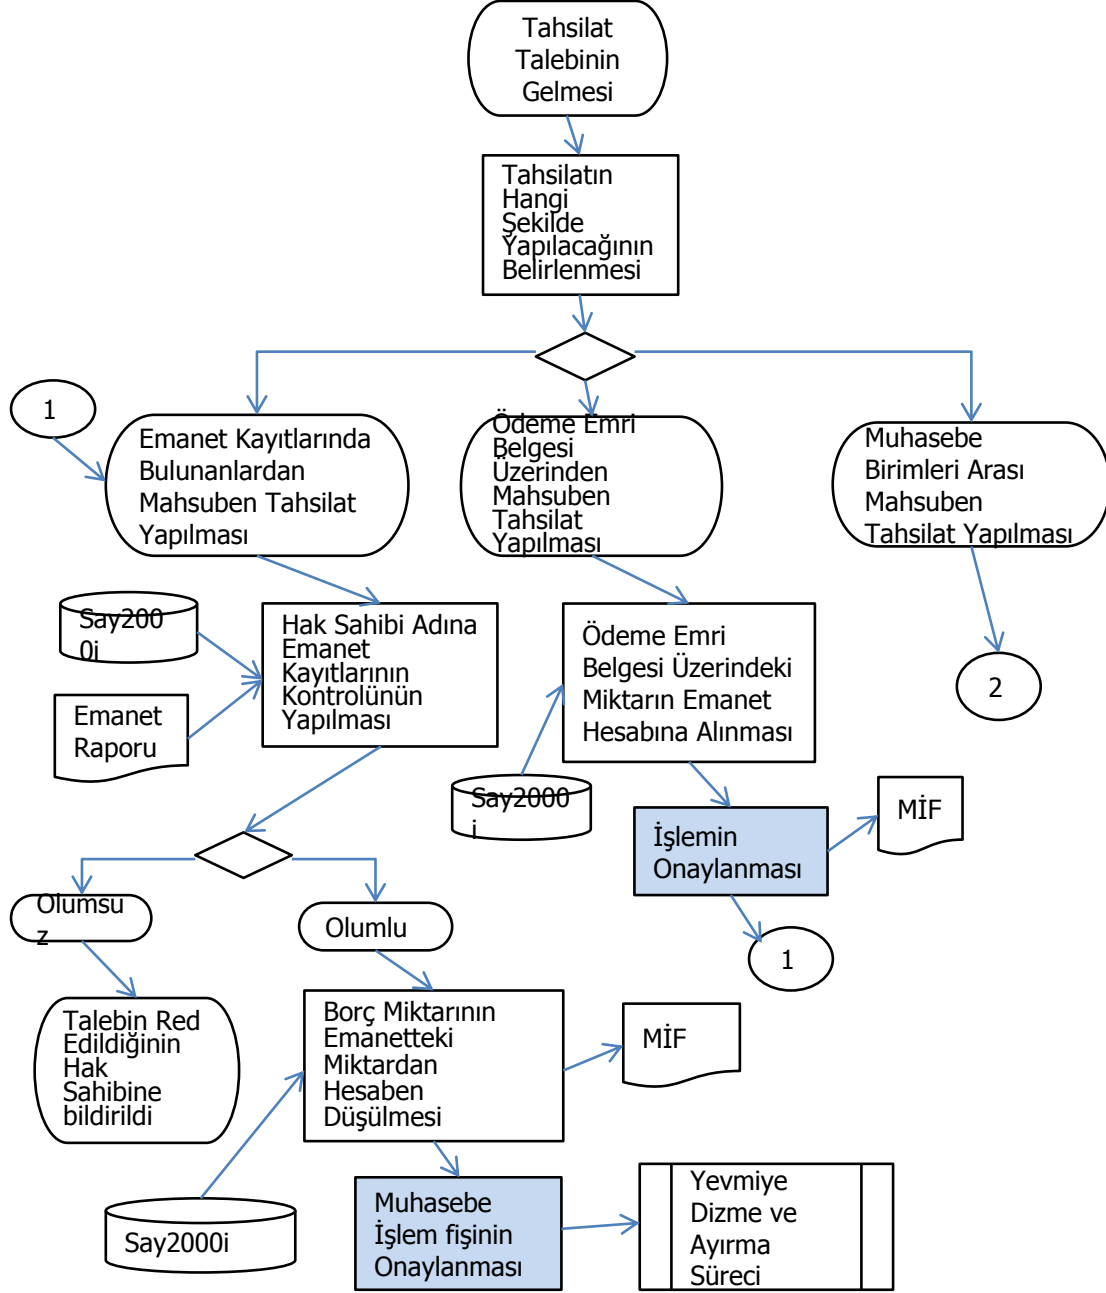 Tahsilat
Talebinin
Gelmesi
Tahsilatın
Hangi
Şekilde
Yapılacağının
Belirlenmesi
1
Emanet Kayıtlarında
Bulunanlardan
Mahsuben Tahsilat
Yapılması
Ödeme Emri
Belgesi
Üzerinden
Mahsuben
Tahsilat
Yapılması
Muhasebe
Birimleri Arası
Mahsuben
Tahsilat Yapılması
Say200
0i
Emanet
Raporu
Hak Sahibi Adına
Emanet
Kayıtlarının
Kontrolünün
Yapılması
Ödeme Emri
Belgesi Üzerindeki
Miktarın Emanet
Hesabına Alınması
2
Say2000
i
İşlemin
Onaylanması
MİF
1
Olumsu
z
Olumlu
Talebin Red
Edildiğinin
Hak
Sahibine
bildirildi
Borç Miktarının
Emanetteki
Miktardan
Hesaben
Düşülmesi
MİF
Say2000i
Muhasebe
İşlem fişinin
Onaylanması
Yevmiye
Dizme ve
Ayırma
Süreci